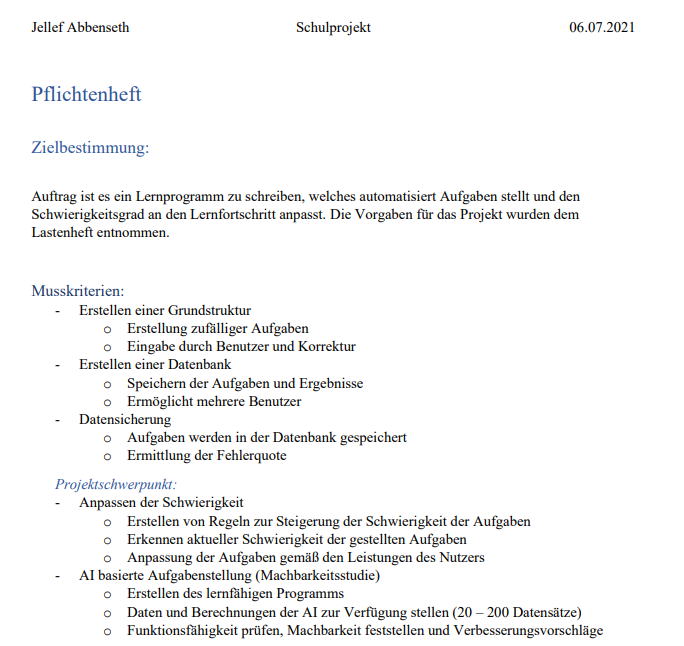 Jellef Abbenseth Schulprojekt 06.07.2021
Pflichtenheft
Zielbestimmung:
Auftrag ist es ein Lernprogramm zu schreiben, welches automatisiert Aufgaben stellt und den
Schwierigkeitsgrad an den Lernfortschritt anpasst. Die Vorgaben für das Projekt wurden dem
Lastenheft entnommen.
Musskriterien:
- Erstellen einer Grundstruktur
o Erstellung zufälliger Aufgaben
o Eingabe durch Benutzer und Korrektur
- Erstellen einer Datenbank
o Speichern der Aufgaben und Ergebnisse
o Ermöglicht mehrere Benutzer
- Datensicherung
o Aufgaben werden in der Datenbank gespeichert
o Ermittlung der Fehlerquote
Projektschwerpunkt:
- Anpassen der Schwierigkeit
o Erstellen von Regeln zur Steigerung der Schwierigkeit der Aufgaben
o Erkennen aktueller Schwierigkeit der gestellten Aufgaben
o Anpassung der Aufgaben gemäß den Leistungen des Nutzers
- AI basierte Aufgabenstellung (Machbarkeitsstudie)
o Erstellen des lernfähigen Programms
o Daten und Berechnungen der AI zur Verfügung stellen (20 – 200 Datensätze)
o Funktionsfähigkeit prüfen, Machbarkeit feststellen und Verbesserungsvorschläge